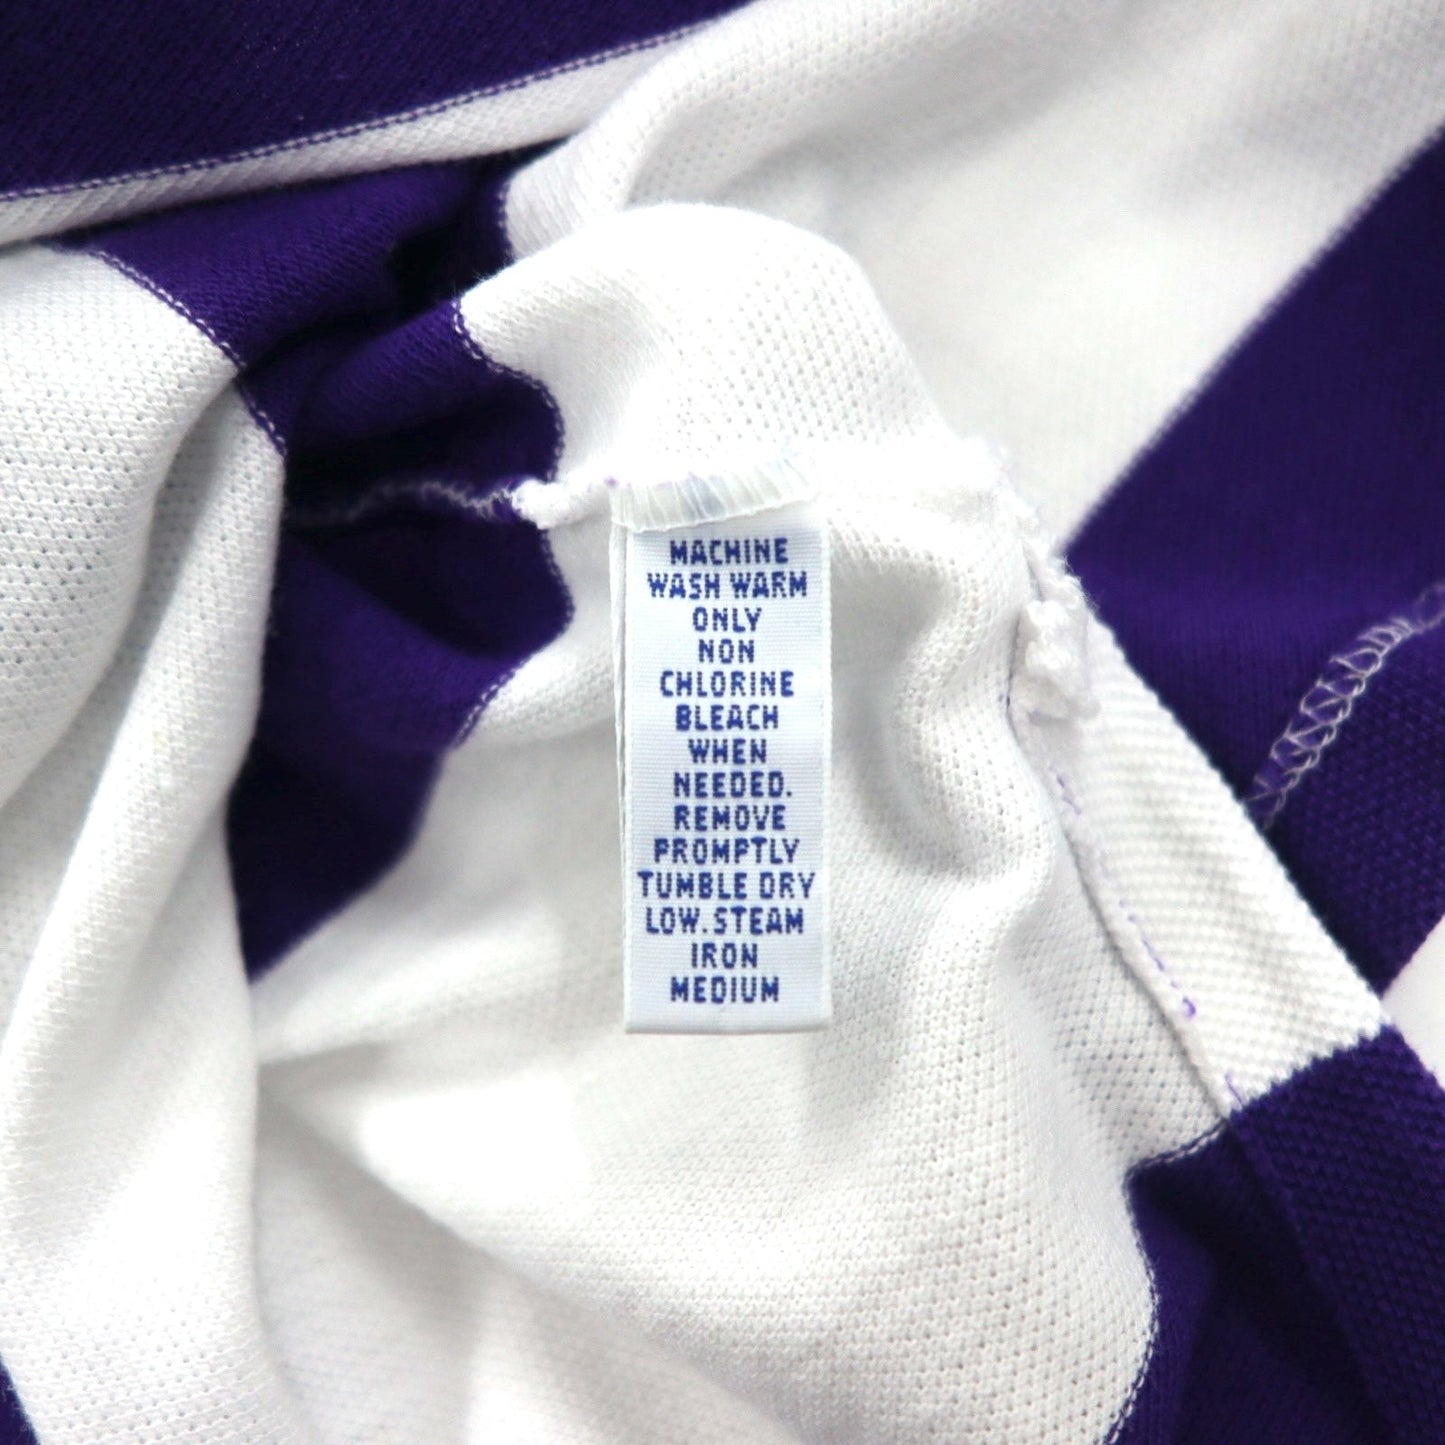 MACHINE
WASH WARM
ONLY
NON
CHLORINE
BLEACH
WHEN
NEEDED.
REMOVE
PROMPTLY
TUMBLE DRY
LOW.STEAM
IRON
MEDIUM